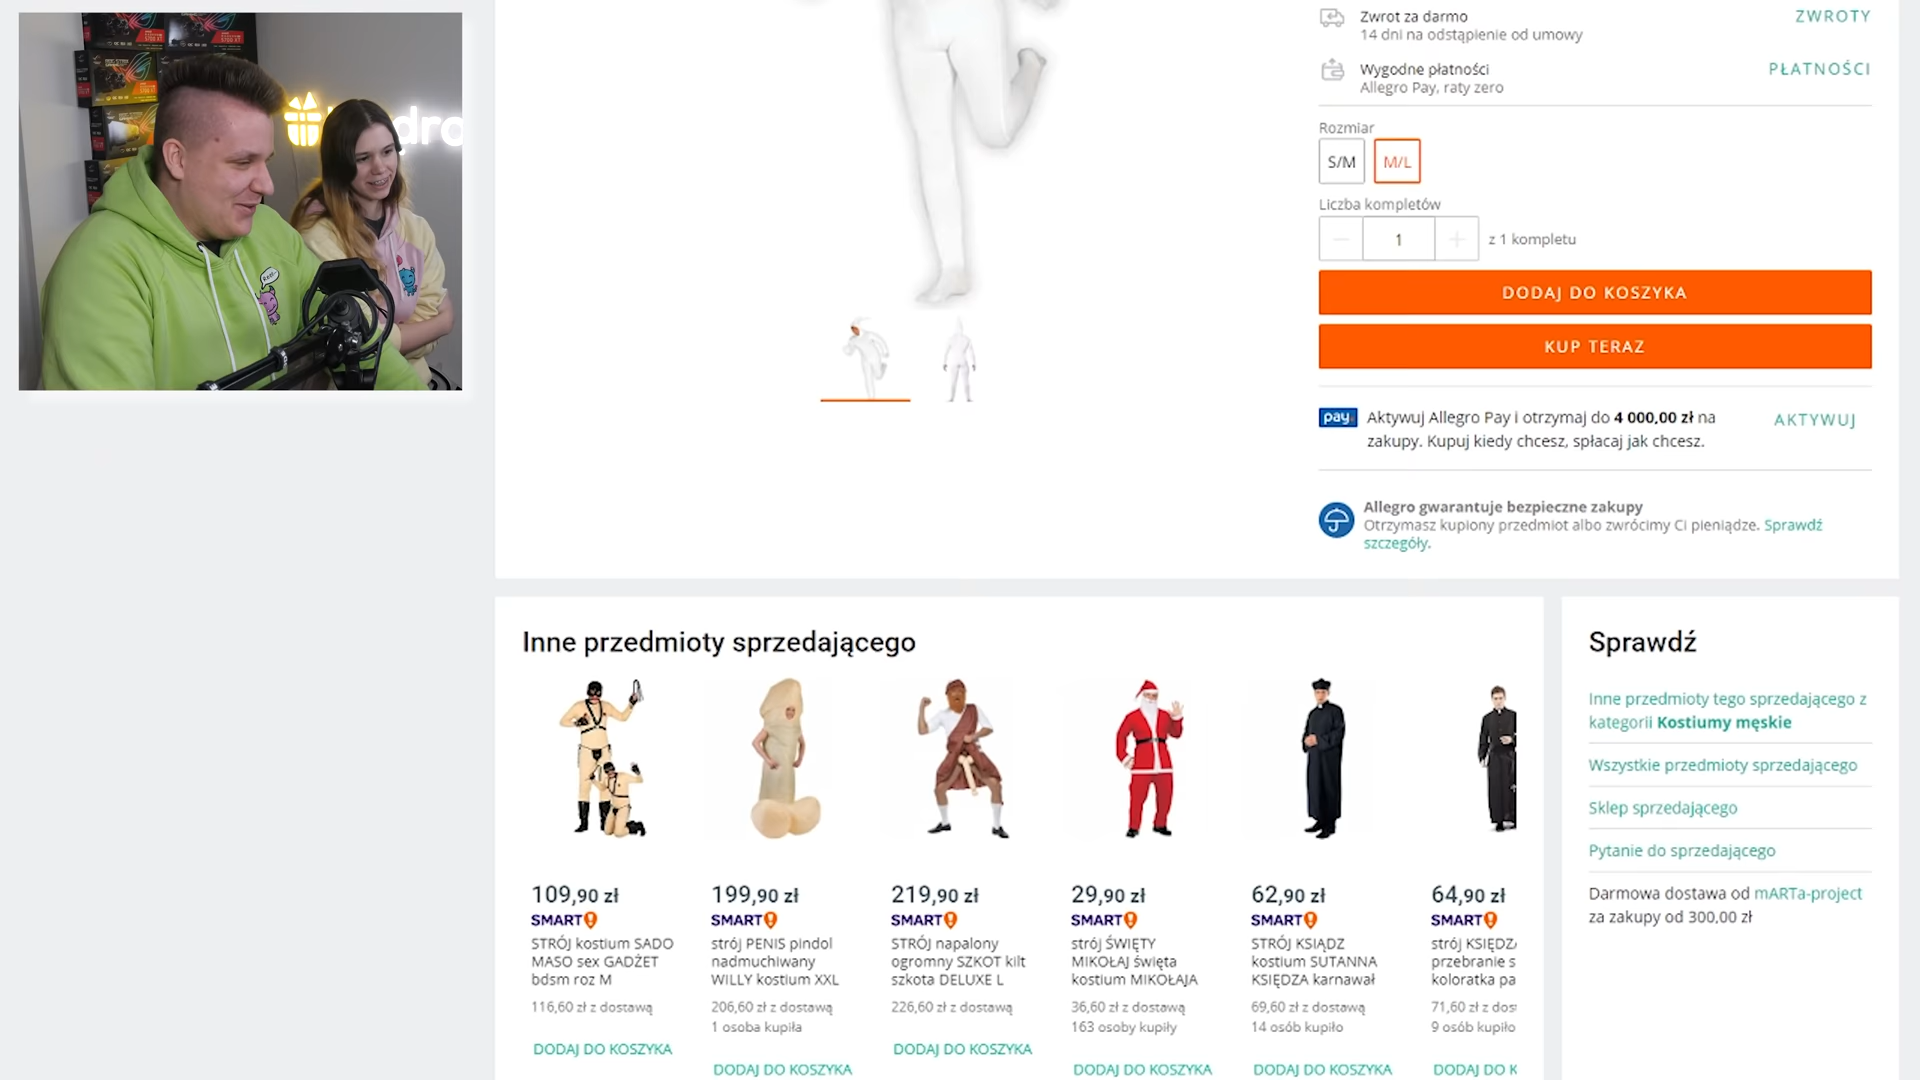 dro
Zwrot za darmo
14 dni na odstąpienie od umowy
ZWROTY
Wygodne płatności
Allegro Pay, raty zero
PŁATNOŚCI
Rozmiar
S/M
M/L
Liczba kompletów
1
z 1 kompletu
DODAJ DO KOSZYKA
KUP TERAZ
pay
Aktywuj Allegro Pay i otrzymaj do 4 000,00 zł na
zakupy. Kupuj kiedy chcesz, spłacaj jak chcesz.
AKTYWUJ
Allegro gwarantuje bezpieczne zakupy
Otrzymasz kupiony przedmiot albo zwrócimy Ci pieniądze. Sprawdź
szczegóły.
Inne przedmioty sprzedającego
109,90 zł
SMART!
STRÓJ kostium SADO
MASO sex GADŻET
bdsm roz M
116,60 zł z dostawą
DODAJ DO KOSZYKA
199,90 zł
SMART!
strój PENIS pindol
nadmuchiwany
WILLY kostium XXL
206,60 zł z dostawą
1 osoba kupiła
DODAJ DO KOSZYKA
219,90 zł
SMART!
STRÓJ napalony
ogromny SZKOT kilt
szkota DELUXE L
226,60 zł z dostawą
DODAJ DO KOSZYKA
29,90 zł
SMART!
strój ŚWIĘTY
MIKOŁAJ święta
kostium MIKOŁAJA
36,60 zł z dostawą
163 osoby kupiły
DODAJ DO KOSZYKA
62,90 zł
SMART!
STRÓJ KSIĄDZ
kostium SUTANNA
KSIĘDZA karnawał
69,60 zł z dostawą
14 osób kupiło
DODAJ DO KOSZYKA
64,90 zł
SMART!
strój KSIĘDZ
przebranie s
koloratka pa
71,60 zł z dos
9 osób kupiło
DODAJ DO K
Sprawdź
Inne przedmioty tego sprzedającego z
kategorii Kostiumy męskie
Wszystkie przedmioty sprzedającego
Sklep sprzedającego
Pytanie do sprzedającego
Darmowa dostawa od mARTa-project
za zakupy od 300,00 zł